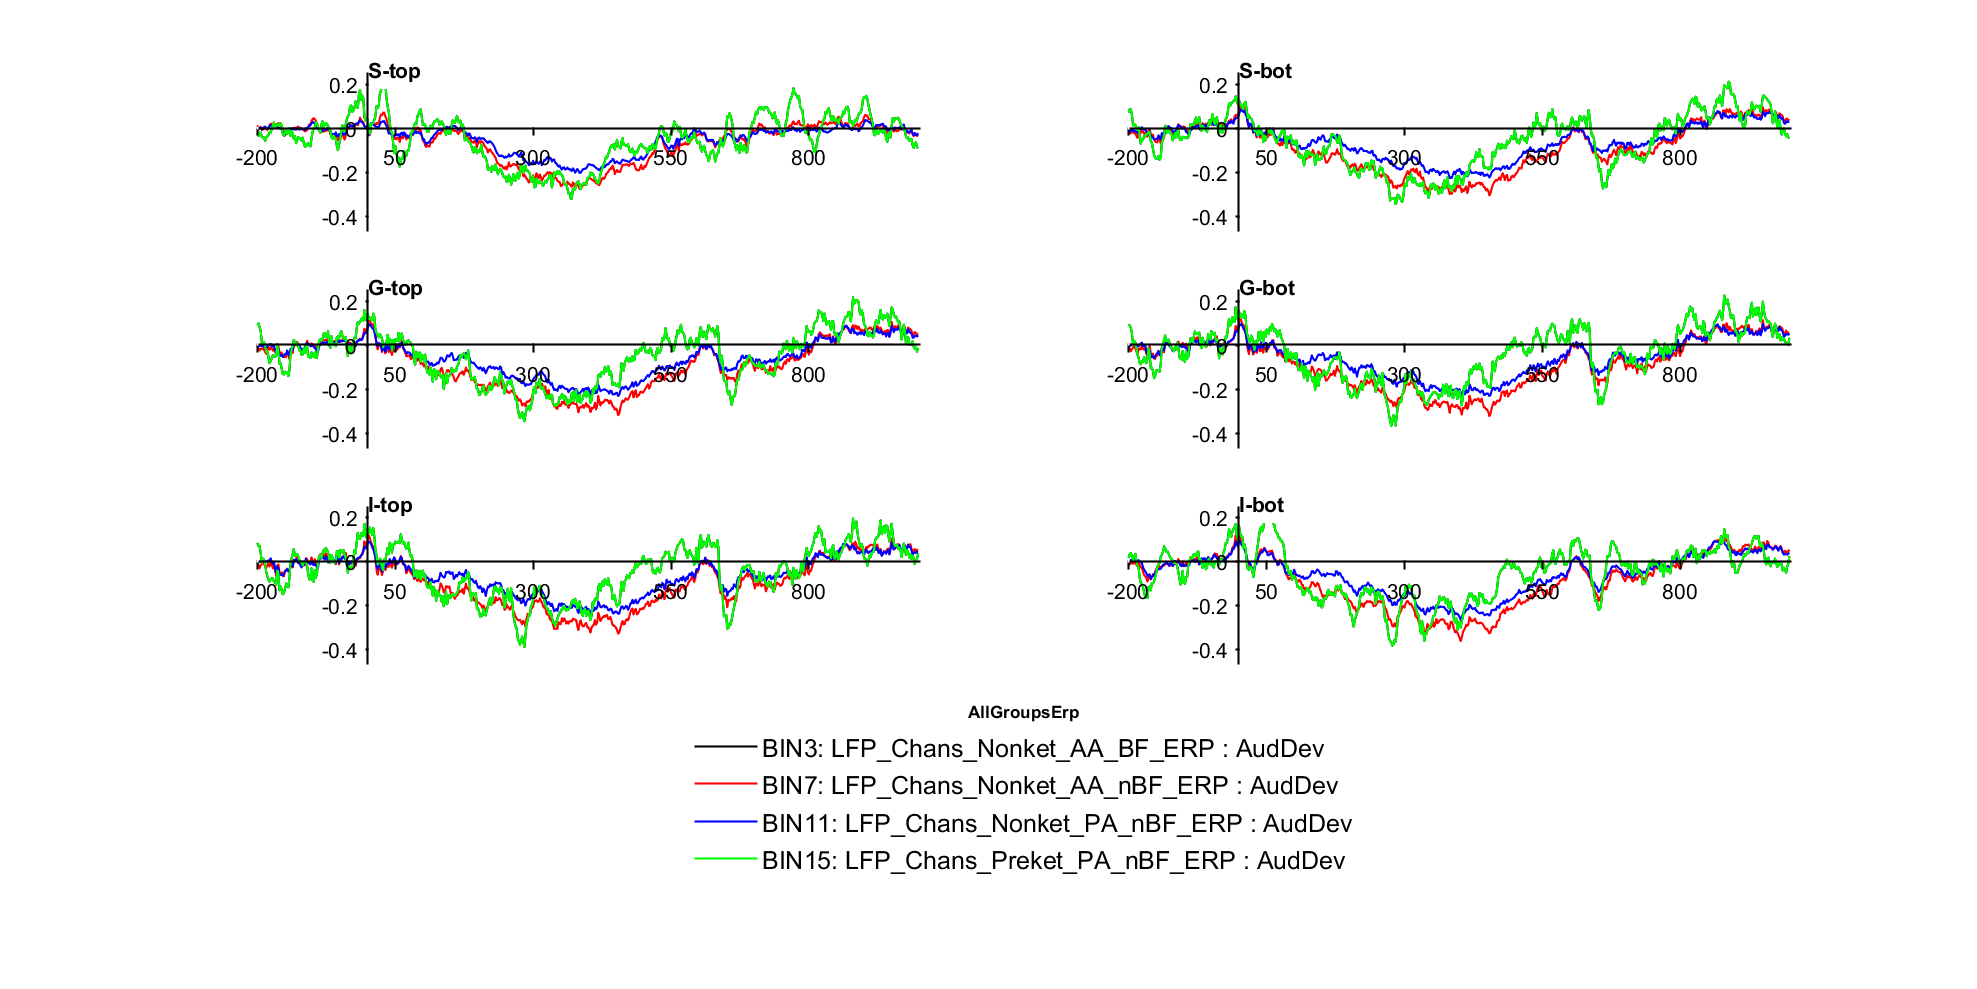 S-top
0.2
0
-0.2
-0.4
-200 50 300 550 800
S-bot
0.2
0
-0.2
-0.4
-200 50 300 550 800
G-top
0.2
0
-0.2
-0.4
-200 50 300 550 800
G-bot
0.2
0
-0.2
-0.4
-200 50 300 550 800
I-top
0.2
0
-0.2
-0.4
-200 50 300 550 800
I-bot
0.2
0
-0.2
-0.4
-200 50 300 550 800
AllGroupsErp
BIN3: LFP_Chans_Nonket_AA_BF_ERP : AudDev
BIN7: LFP_Chans_Nonket_AA_nBF_ERP : AudDev
BIN11: LFP_Chans_Nonket_PA_nBF_ERP : AudDev
BIN15: LFP_Chans_Preket_PA_nBF_ERP : AudDev